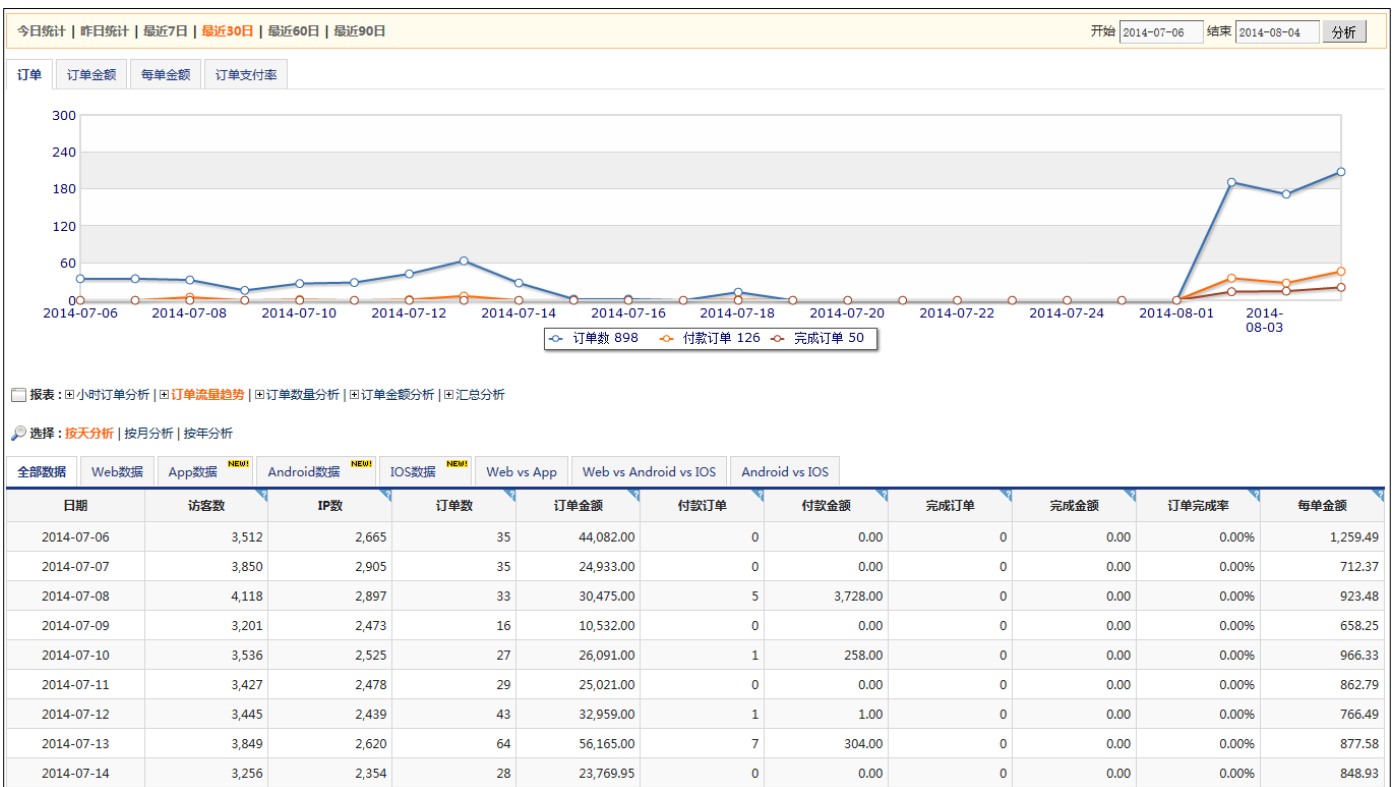 今日统计 | 昨日统计 | 最近7日 | 最近30日 | 最近60日 | 最近90日 开始 2014-07-06 结束 2014-08-04 分析
订单 订单金额 每单金额 订单支付率
300
240
180
120
60
0
2014-07-06 2014-07-08 2014-07-10 2014-07-12 2014-07-14 2014-07-16 2014-07-18 2014-07-20 2014-07-22 2014-07-24 2014-08-01 2014-
08-03
订单数 898 付款订单 126 完成订单 50
报表 : 小时订单分析 | 订单流量趋势 | 订单数量分析 | 订单金额分析 | 汇总分析
选择 : 按天分析 | 按月分析 | 按年分析
全部数据 Web数据 App数据 NEW! Android数据 NEW! IOS数据 NEW! Web vs App Web vs Android vs IOS Android vs IOS
日期 访客数 ? IP数 ? 订单数 ? 订单金额 ? 付款订单 ? 付款金额 ? 完成订单 ? 完成金额 ? 订单完成率 ? 每单金额 ?
2014-07-06 3,512 2,665 35 44,082.00 0 0.00 0 0.00 0.00% 1,259.49
2014-07-07 3,850 2,905 35 24,933.00 0 0.00 0 0.00 0.00% 712.37
2014-07-08 4,118 2,897 33 30,475.00 5 3,728.00 0 0.00 0.00% 923.48
2014-07-09 3,201 2,473 16 10,532.00 0 0.00 0 0.00 0.00% 658.25
2014-07-10 3,536 2,525 27 26,091.00 1 258.00 0 0.00 0.00% 966.33
2014-07-11 3,427 2,478 29 25,021.00 0 0.00 0 0.00 0.00% 862.79
2014-07-12 3,445 2,439 43 32,959.00 1 1.00 0 0.00 0.00% 766.49
2014-07-13 3,849 2,620 64 56,165.00 7 304.00 0 0.00 0.00% 877.58
2014-07-14 3,256 2,354 28 23,769.95 0 0.00 0 0.00 0.00% 848.93